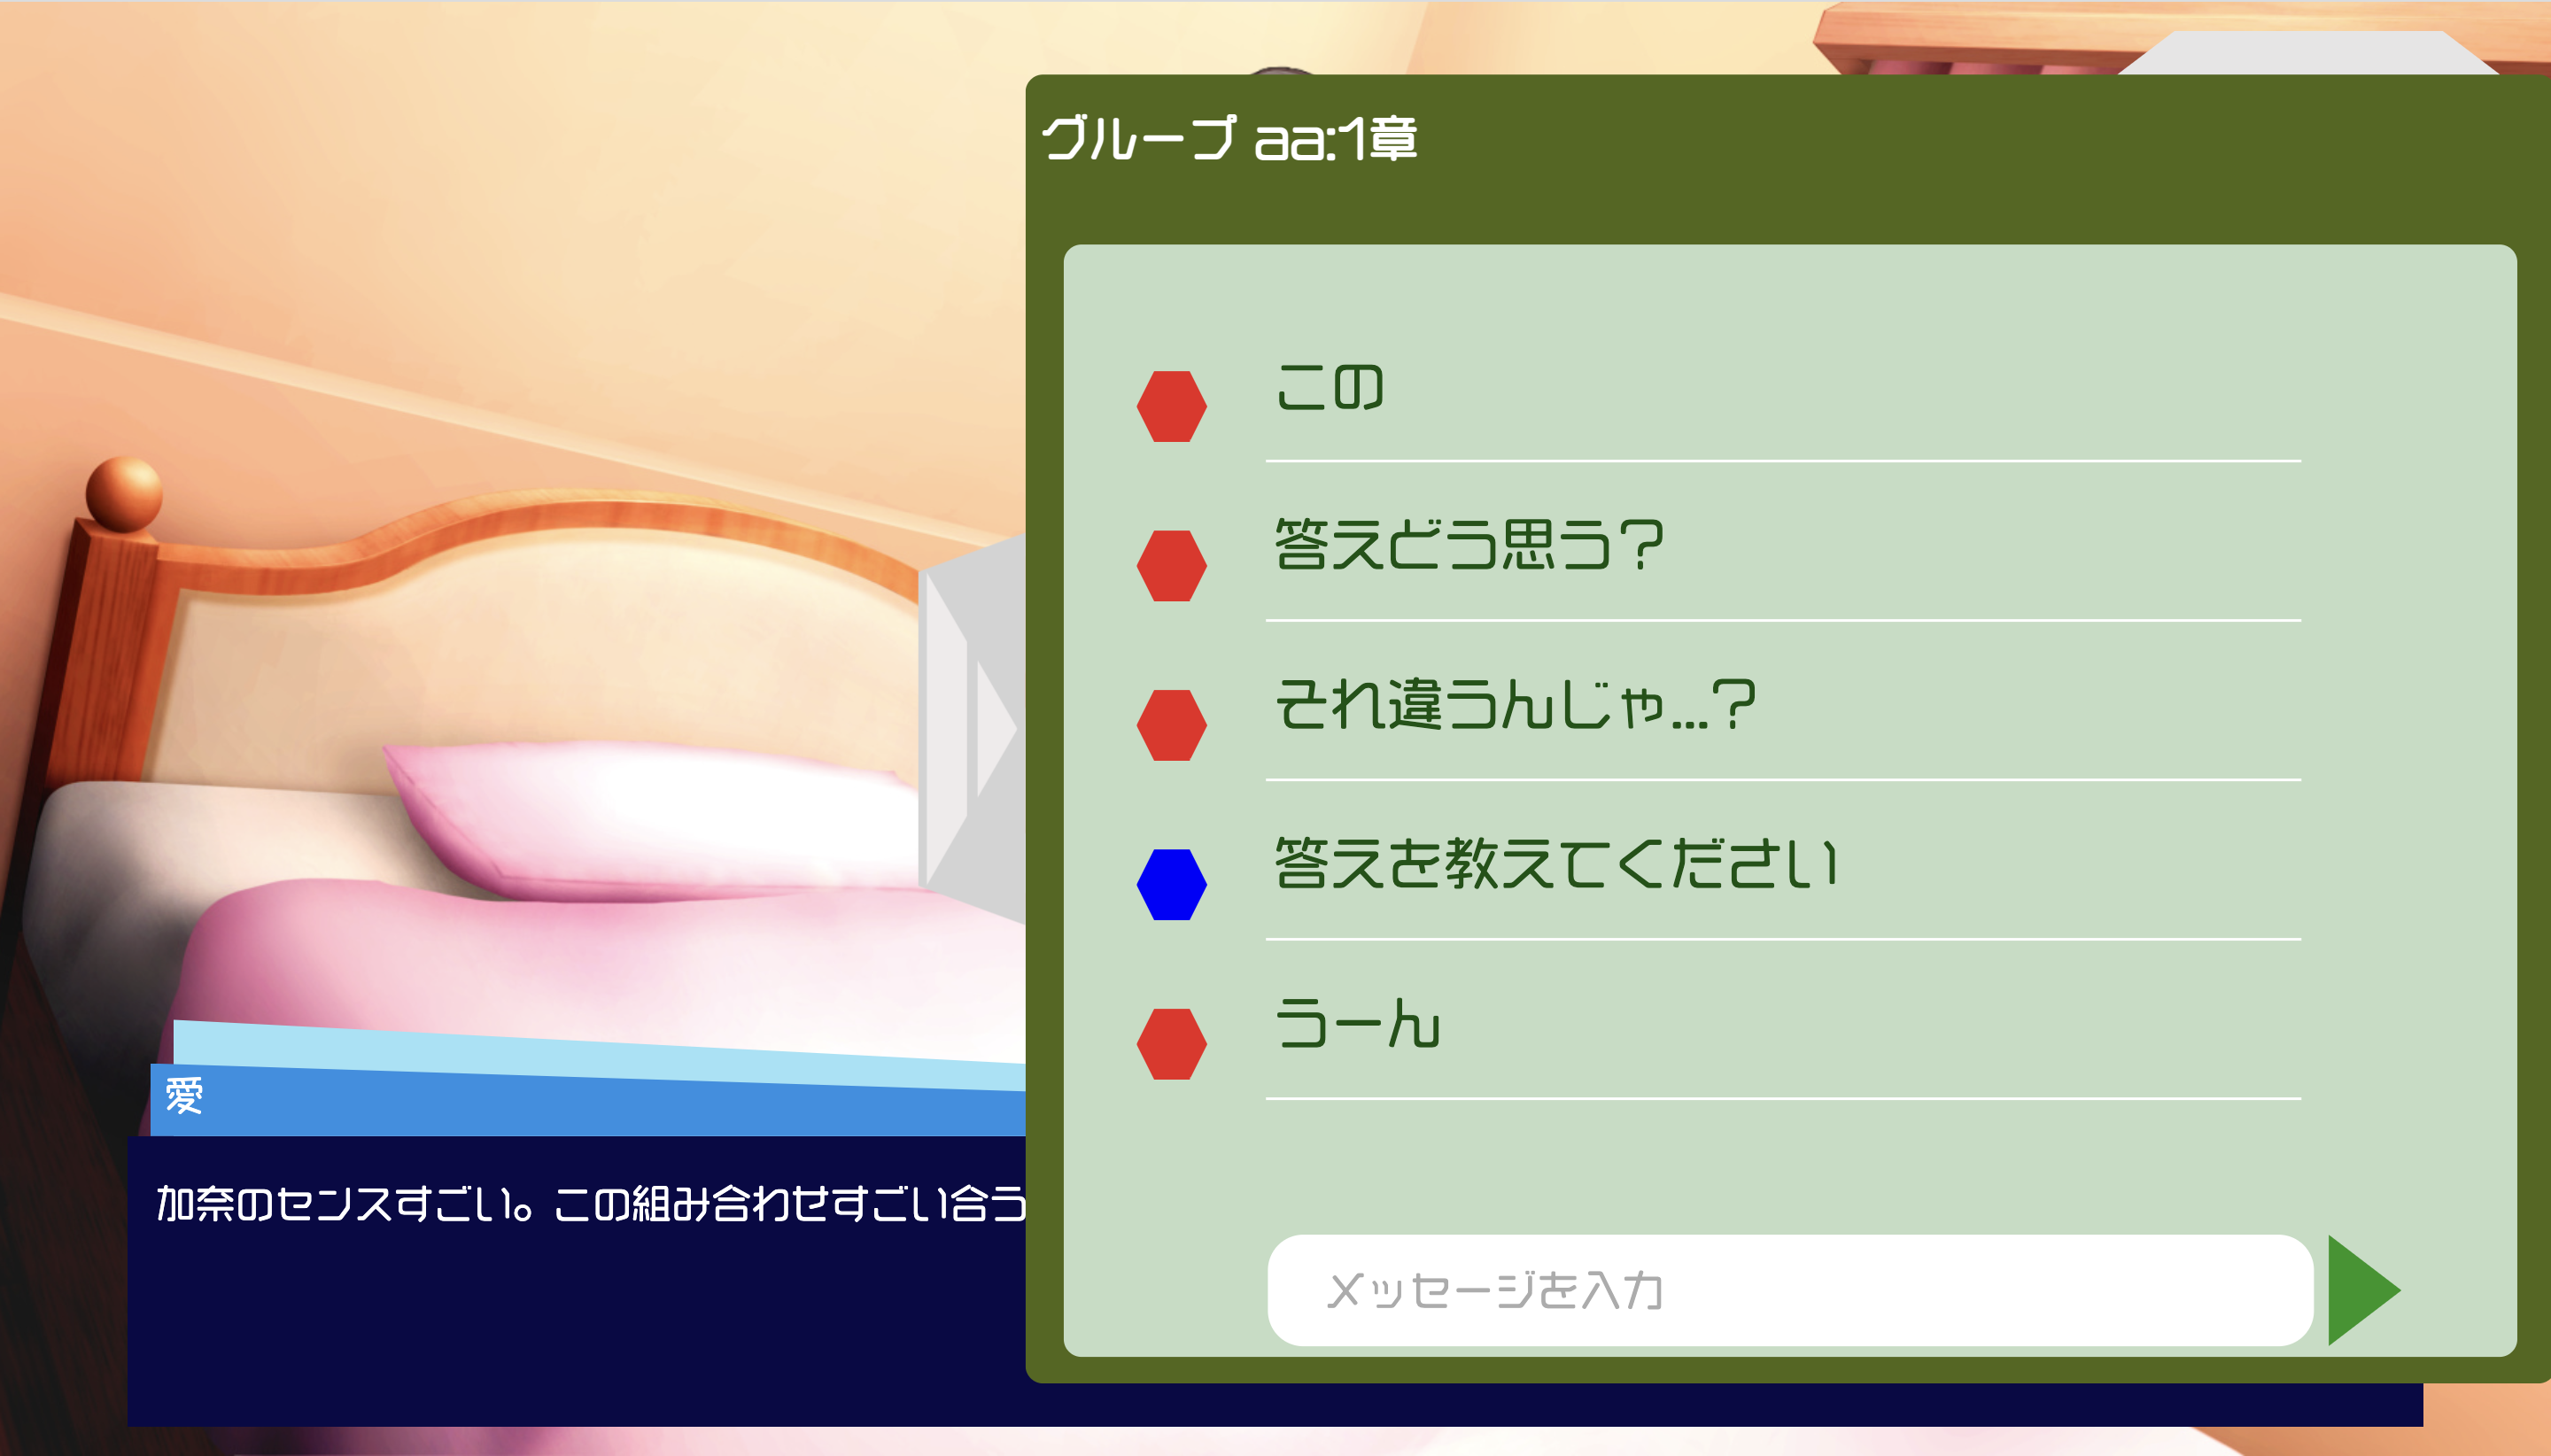 グループ aa:1章
この
答えどう思う？
それ違うんじゃ...？
答えを教えてください
うーん
メッセージを入力
愛
加奈のセンスすごい。この組み合わせすごい合う